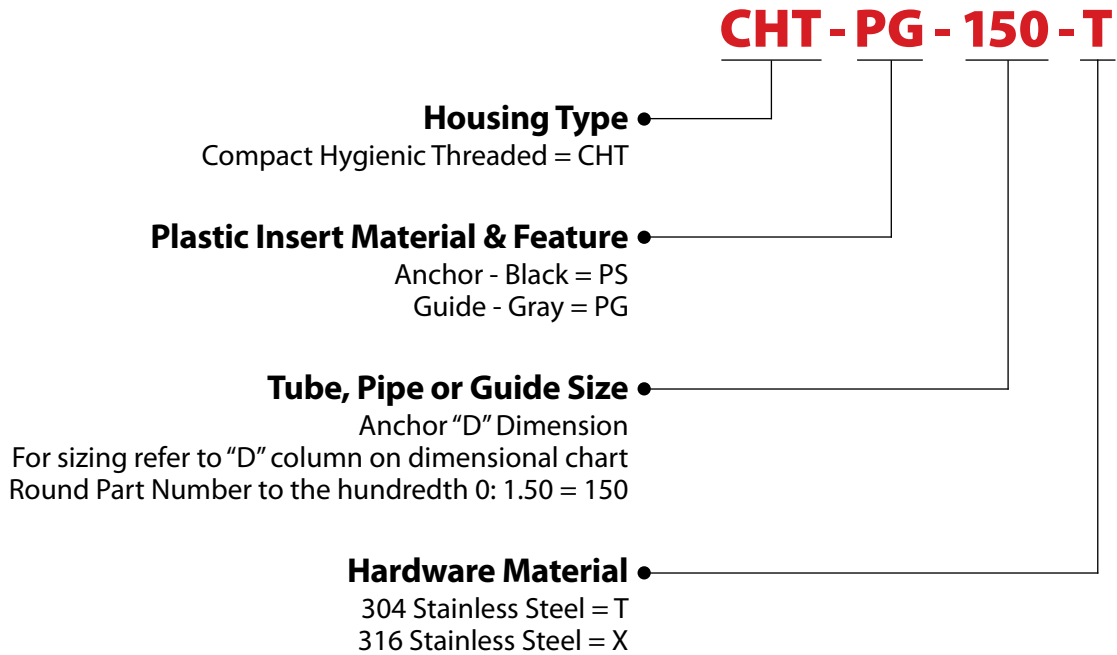 CHT - PG - 150 - T
Housing Type
Compact Hygienic Threaded = CHT
Plastic Insert Material & Feature
Anchor - Black = PS
Guide - Gray = PG
Tube, Pipe or Guide Size
Anchor “D” Dimension
For sizing refer to “D” column on dimensional chart
Round Part Number to the hundredth 0: 1.50 = 150
Hardware Material
304 Stainless Steel = T
316 Stainless Steel = X